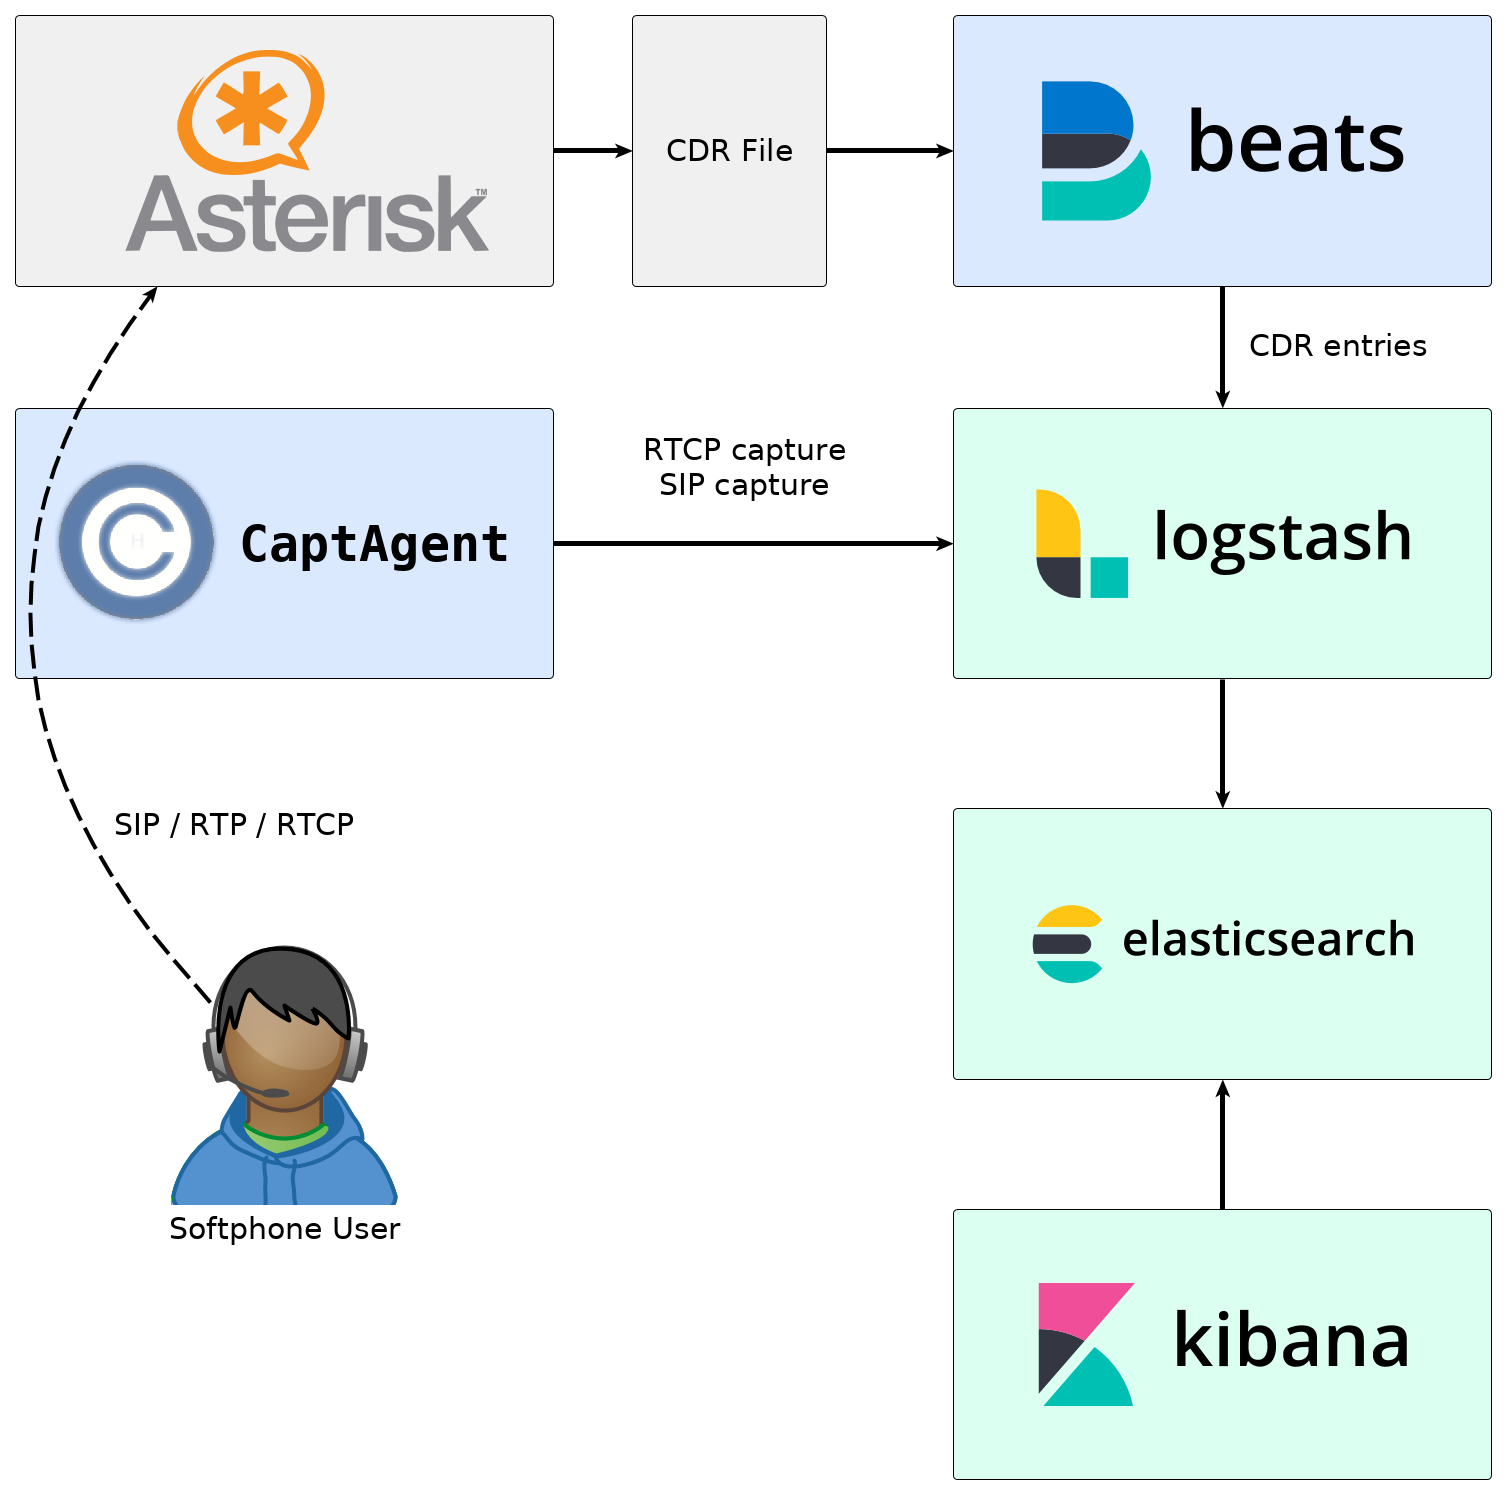 Asterisk™
CDR File
beats
CDR entries
RTCP capture
SIP capture
CaptAgent
H
logstash
SIP / RTP / RTCP
elasticsearch
Softphone User
kibana